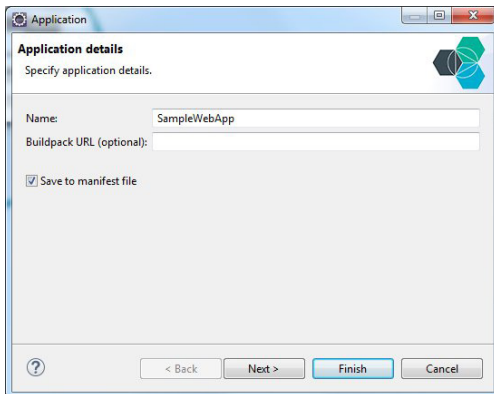 Application
Application details
Specify application details.
Name: SampleWebApp
Buildpack URL (optional):
Save to manifest file
? < Back Next > Finish Cancel